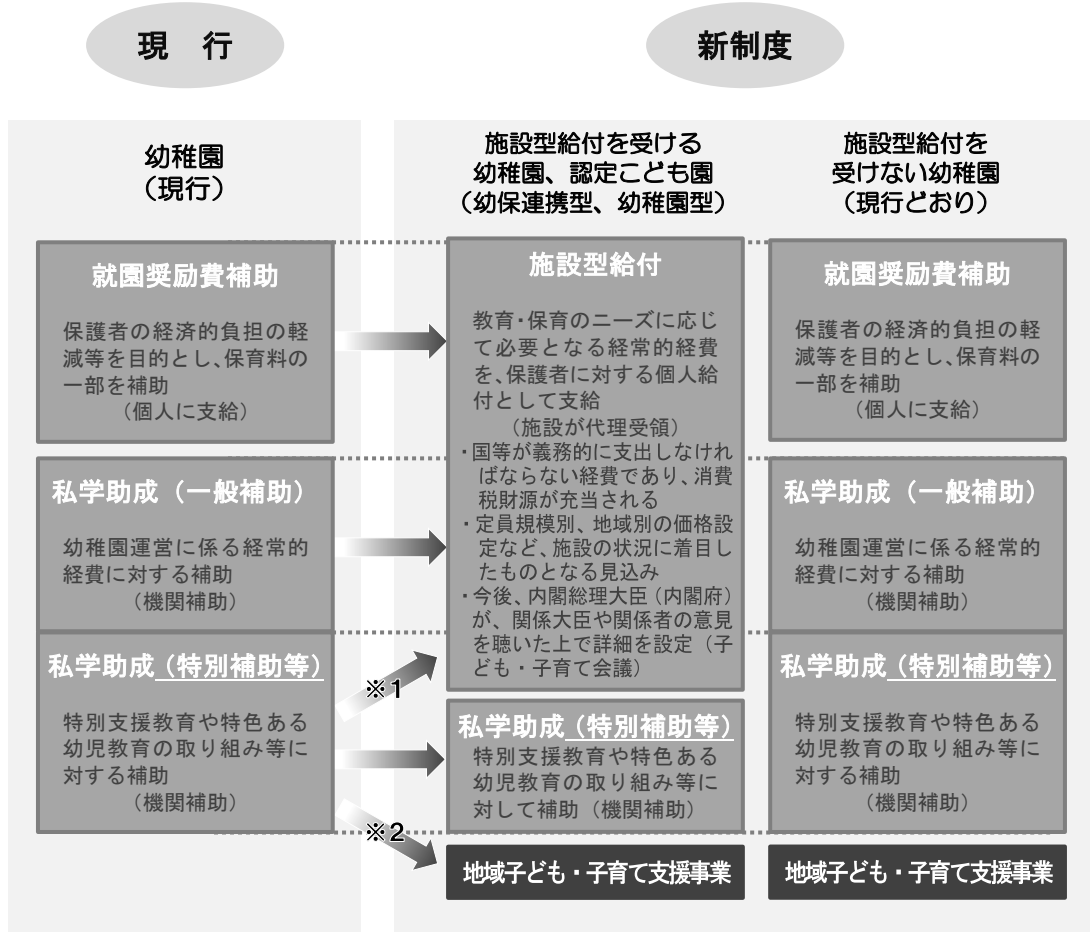 現　行
新制度
幼稚園
（現行）
就園奨励費補助
保護者の経済的負担の軽
減等を目的とし、保育料の
一部を補助
（個人に支給）
私学助成（一般補助）
幼稚園運営に係る経常的
経費に対する補助
（機関補助）
私学助成（特別補助等）
特別支援教育や特色ある
幼児教育の取り組み等に
対する補助
（機関補助）
※1
※2
施設型給付を受ける
幼稚園、認定こども園
（幼保連携型、幼稚園型）
施設型給付
教育・保育のニーズに応じ
て必要となる経常的経費
を、保護者に対する個人給
付として支給
（施設が代理受領）
・国等が義務的に支出しなけれ
ばならない経費であり、消費
税財源が充当される
・定員規模別、地域別の価格設
定など、施設の状況に着目し
たものとなる見込み
・今後、内閣総理大臣（内閣府）
が、関係大臣や関係者の意見
を聴いた上で詳細を設定（子
ども・子育て会議）
私学助成（特別補助等）
特別支援教育や特色ある
幼児教育の取り組み等に
対して補助（機関補助）
地域子ども・子育て支援事業
施設型給付を
受けない幼稚園
（現行どおり）
就園奨励費補助
保護者の経済的負担の軽
減等を目的とし、保育料の
一部を補助
（個人に支給）
私学助成（一般補助）
幼稚園運営に係る経常的
経費に対する補助
（機関補助）
私学助成（特別補助等）
特別支援教育や特色ある
幼児教育の取り組み等に
対する補助
（機関補助）
地域子ども・子育て支援事業